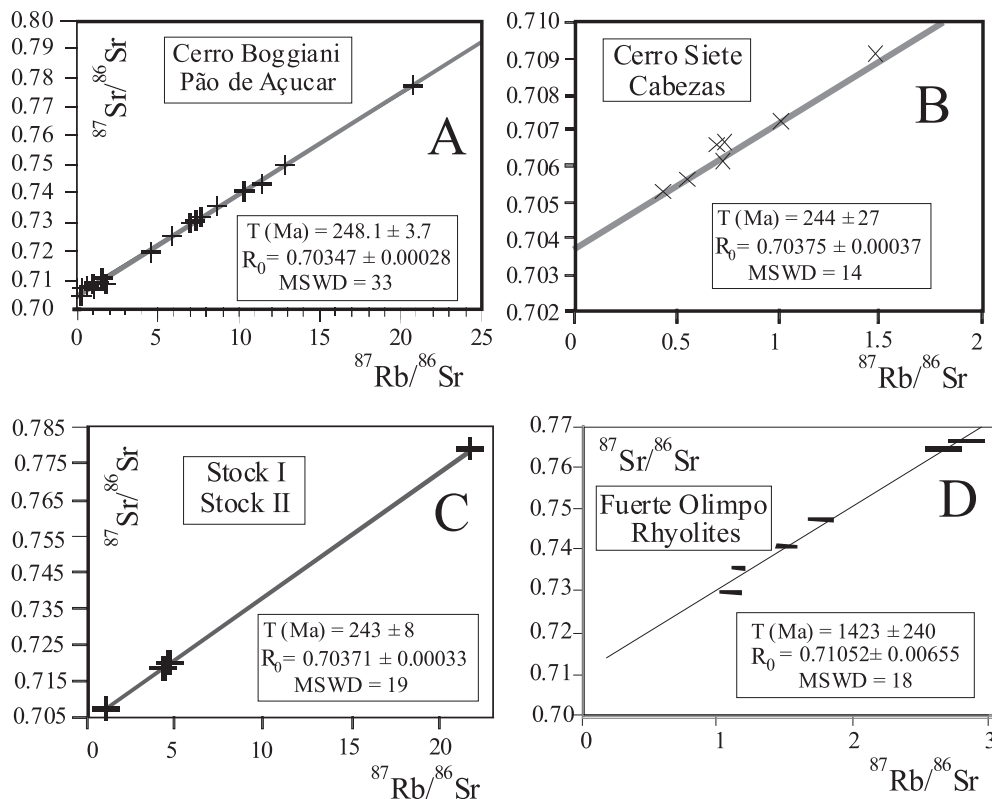 0.80
0.79
0.78
0.76
0.75
0.74
0.73
0.72
0.71
0.70
87Sr/86Sr
Cerro Boggiani
Pão de Açucar
A
T (Ma) = 248.1 ± 3.7
R0= 0.70347 ± 0.00028
MSWD = 33
0 5 10 15 20 25
87Rb/86Sr
0.710
0.709
0.708
0.707
0.706
0.705
0.704
0.703
0.702
Cerro Siete
Cabezas
B
T (Ma) = 244 ± 27
R0= 0.70375 ± 0.00037
MSWD = 14
0 0.5 1 1.5 2
87Rb/86Sr
0.785
0.775
0.765
0.755
0.745
0.735
0.725
0.715
0.705
87Sr/86Sr
Stock I
Stock II
C
T (Ma) = 243 ± 8
R0= 0.70371 ± 0.00033
MSWD = 19
0 5 10 15 20
87Rb/86Sr
0.77
0.76
0.74
0.73
0.72
0.71
0.70
87Sr/86Sr
Fuerte Olimpo
Rhyolites
D
T (Ma) = 1423 ± 240
R0= 0.71052± 0.00655
MSWD = 18
0 1 2 3
87Rb/86Sr